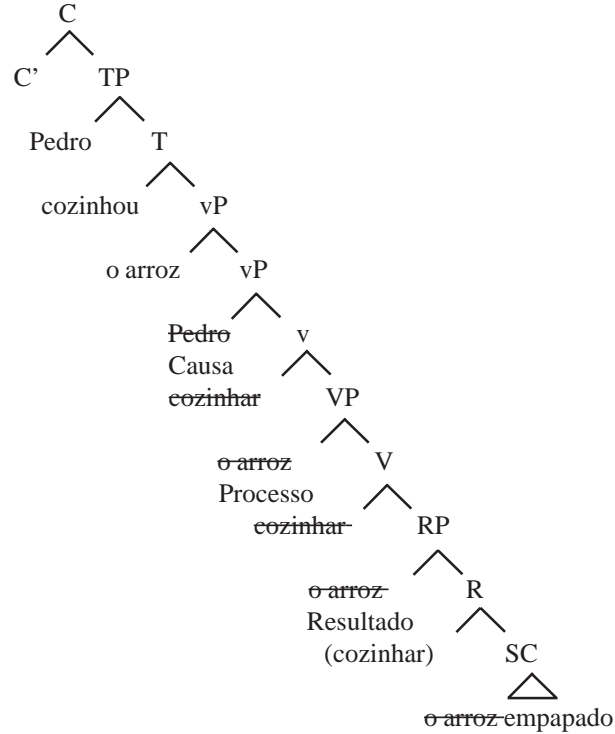 C
C’ TP
Pedro T
cozinhou vP
o arroz vP
Pedro v
Causa
cozinhar VP
o arroz V
Processo
cozinhar RP
o arroz R
Resultado
(cozinhar) SC
o arroz empapado